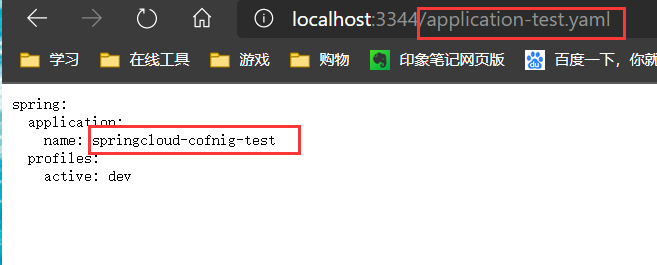 localhost:3344/application-test.yaml
学习 在线工具 游戏 购物 印象笔记网页版 百度一下，你就
spring:
  application:
    name: springcloud-cofnig-test
  profiles:
    active: dev